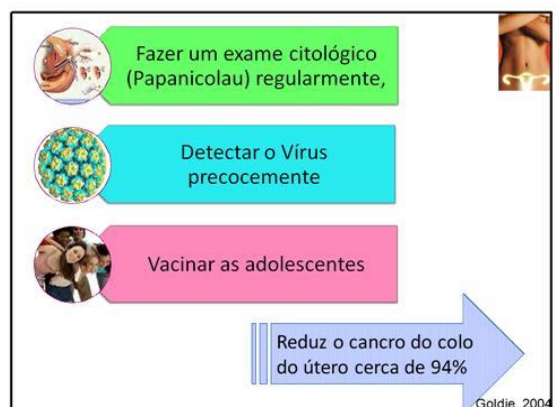 Fazer um exame citológico
(Papanicolau) regularmente,
Detectar o Vírus
precocemente
Vacinar as adolescentes
Reduz o cancro do colo
do útero cerca de 94%
Goldie, 2004